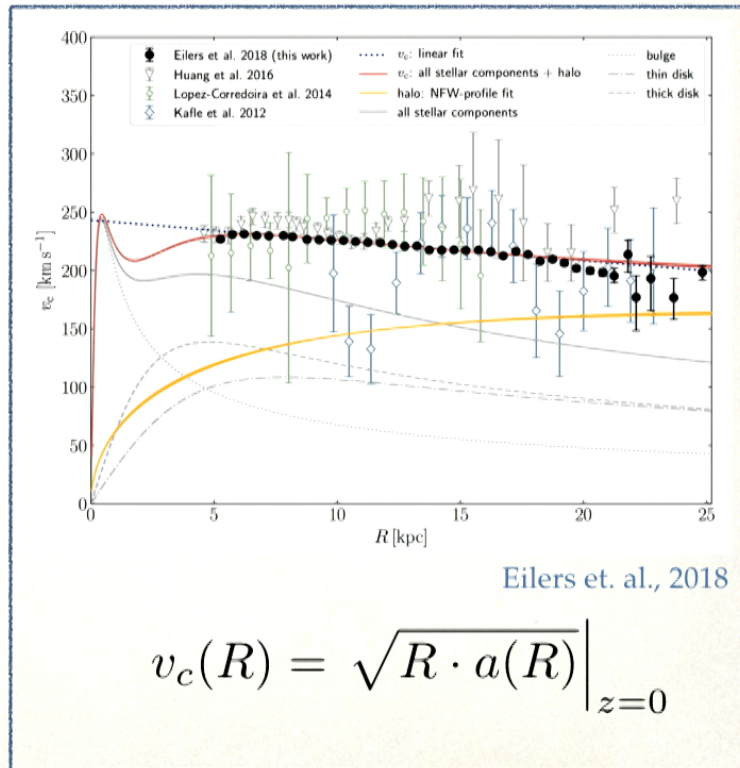 400
350
300
250
200
150
100
50
0
v_c [km s⁻¹]
Eilers et al. 2018 (this work)
Huang et al. 2016
Lopez-Corredoira et al. 2014
Kafle et al. 2012
v_c: linear fit
v_c: all stellar components + halo
halo: NFW-profile fit
all stellar components
bulge
thin disk
thick disk
0 5 10 15 20 25
R [kpc]
Eilers et. al., 2018
v_c(R) = √(R · a(R))|_{z=0}